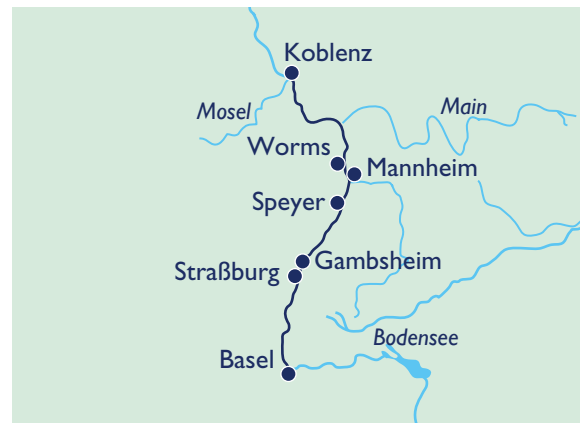 Koblenz
Mosel
Main
Worms
Mannheim
Speyer
Gambsheim
Straßburg
Bodensee
Basel